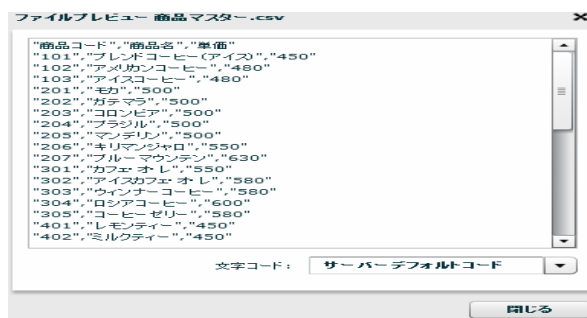 ファイルプレビュー 商品マスター.csv
"商品コード","商品名","単価"
"101","ブレンドコーヒー(アイス)","450"
"102","アメリカンコーヒー","480"
"103","アイスコーヒー","480"
"201","モカ","500"
"202","ガテマラ","500"
"203","コロンビア","500"
"204","ブラジル","500"
"205","マンデリン","500"
"206","キリマンジャロ","550"
"207","ブルーマウンテン","630"
"301","カフェ・オ・レ","550"
"302","アイスカフェ・オ・レ","580"
"303","ウィンナーコーヒー","580"
"304","ロシアコーヒー","600"
"305","コーヒーゼリー","580"
"401","レモンティー","450"
"402","ミルクティー","450"
文字コード: サーバーデフォルトコード
閉じる